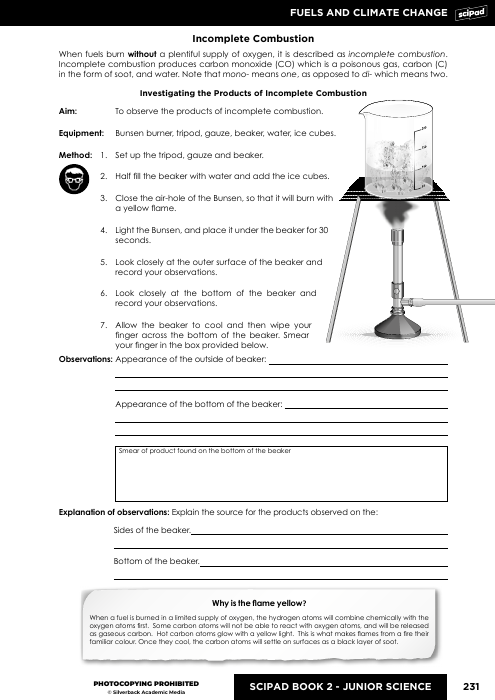 FUELS AND CLIMATE CHANGE scipad
Incomplete Combustion
When fuels burn without a plentiful supply of oxygen, it is described as incomplete combustion.
Incomplete combustion produces carbon monoxide (CO) which is a poisonous gas, carbon (C)
in the form of soot, and water. Note that mono- means one, as opposed to di- which means two.
Investigating the Products of Incomplete Combustion
Aim: To observe the products of incomplete combustion.
Equipment: Bunsen burner, tripod, gauze, beaker, water, ice cubes.
Method: 1. Set up the tripod, gauze and beaker.
2. Half fill the beaker with water and add the ice cubes.
3. Close the air-hole of the Bunsen, so that it will burn with
a yellow flame.
4. Light the Bunsen, and place it under the beaker for 30
seconds.
5. Look closely at the outer surface of the beaker and
record your observations.
6. Look closely at the bottom of the beaker and
record your observations.
7. Allow the beaker to cool and then wipe your
finger across the bottom of the beaker. Smear
your finger in the box provided below.
Observations: Appearance of the outside of beaker:
Appearance of the bottom of the beaker:
Smear of product found on the bottom of the beaker
Explanation of observations: Explain the source for the products observed on the:
Sides of the beaker.
Bottom of the beaker.
Why is the flame yellow?
When a fuel is burned in a limited supply of oxygen, the hydrogen atoms will combine chemically with the
oxygen atoms first. Some carbon atoms will not be able to react with oxygen atoms, and will be released
as gaseous carbon. Hot carbon atoms glow with a yellow light. This is what makes flames from a fire their
familiar colour. Once they cool, the carbon atoms will settle on surfaces as a black layer of soot.
PHOTOCOPYING PROHIBITED
© Silverback Academic Media
SCIPAD BOOK 2 - JUNIOR SCIENCE 231